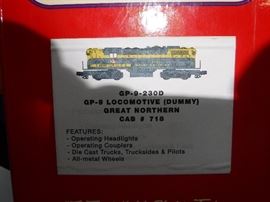 GP-9-230D
GP-9 LOCOMOTIVE (DUMMY)
GREAT NORTHERN
CAB # 718
FEATURES:
- Operating Headlights
- Operating Couplers
- Die Cast Trucks, Trucksides & Pilots
- All-metal Wheels